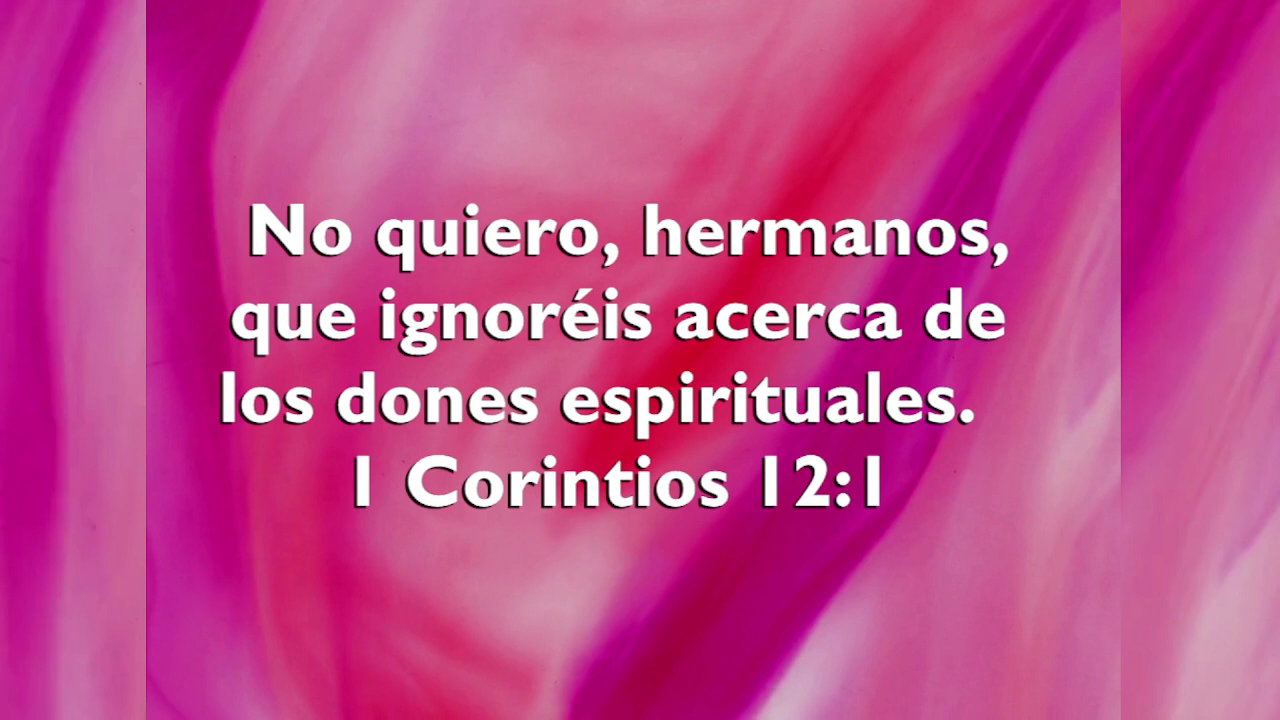 No quiero, hermanos,
que ignoréis acerca de
los dones espirituales.
1 Corintios 12:1